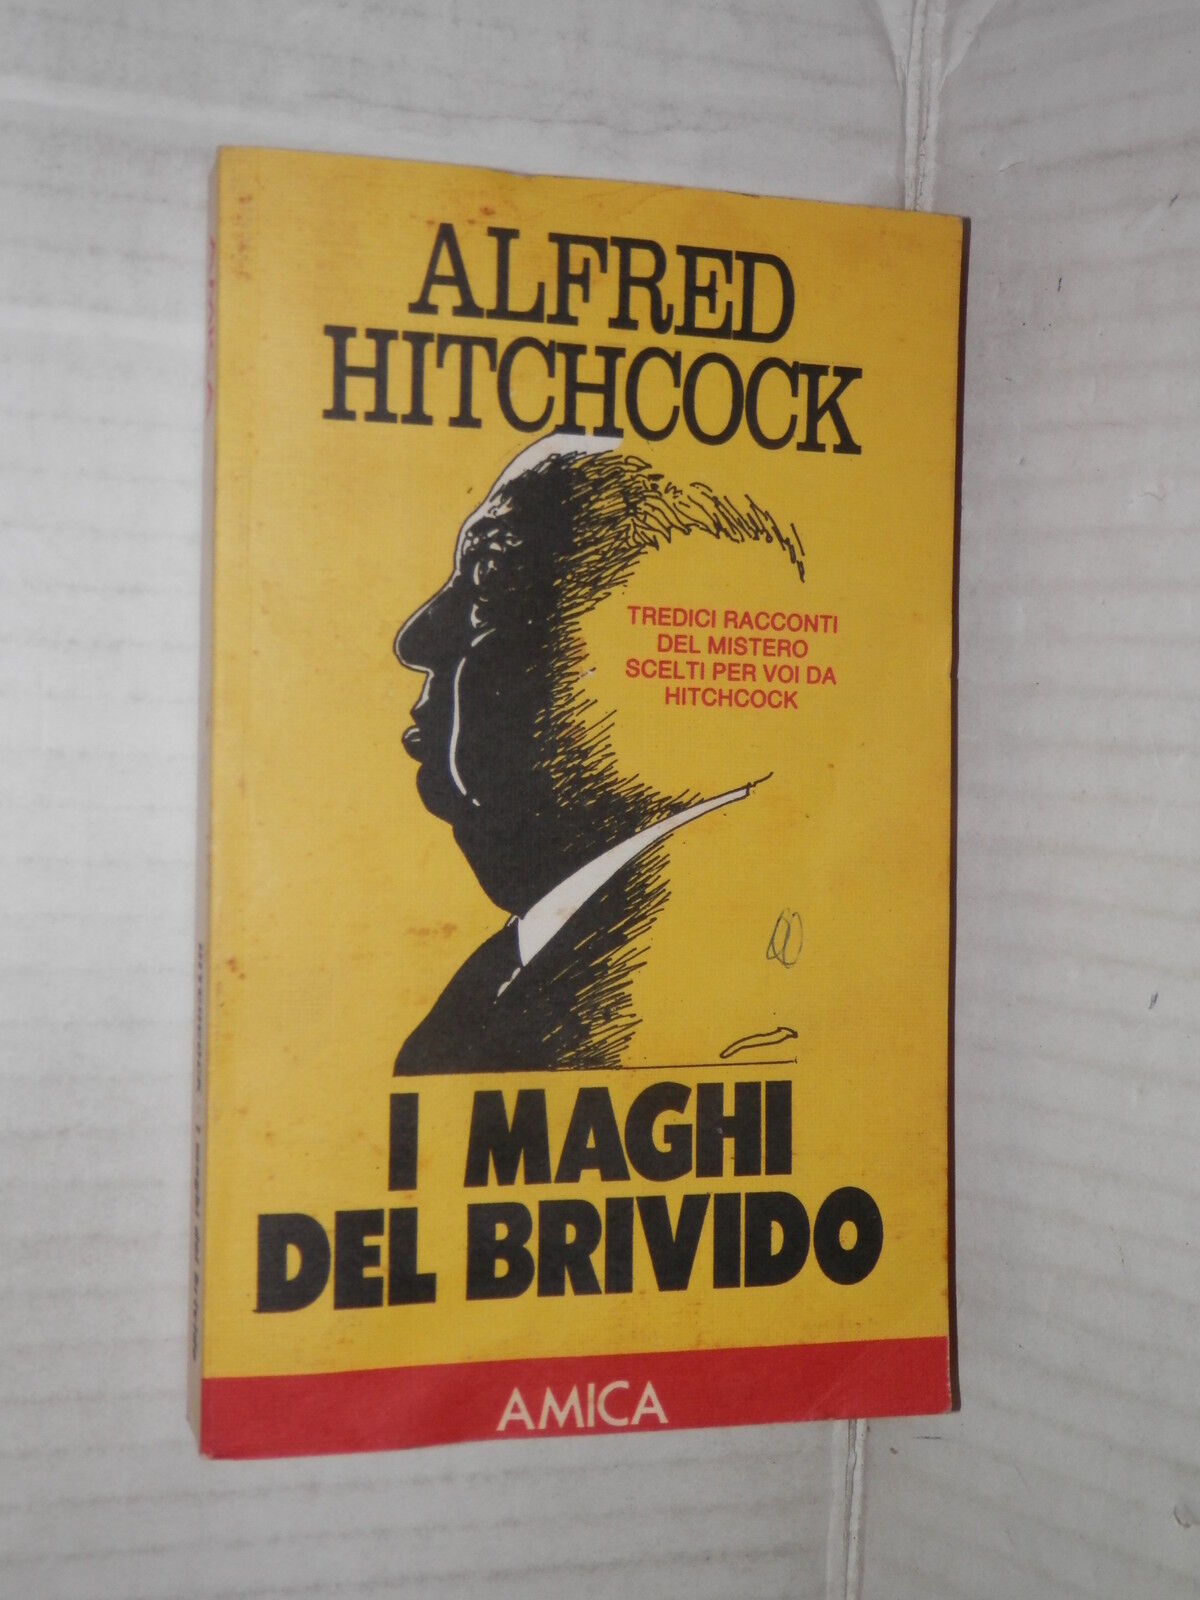 ALFRED
HITCHCOCK
TREDICI RACCONTI
DEL MISTERO
SCELTI PER VOI DA
HITCHCOCK
I MAGHI
DEL BRIVIDO
AMICA